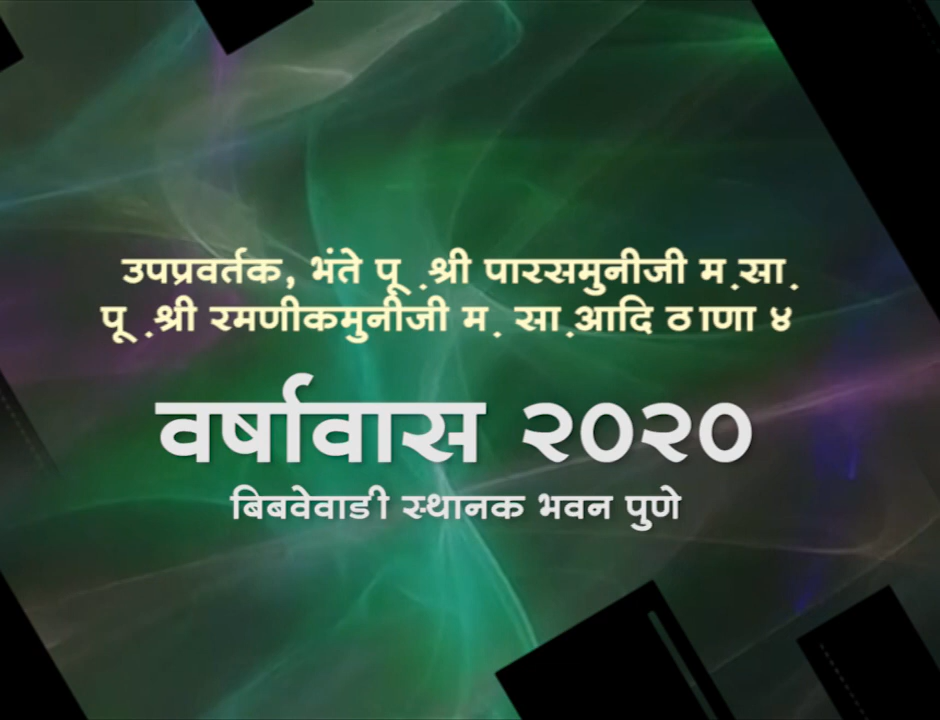 उपप्रवर्तक, भंते पू .श्री पारसमुनीजी म.सा.
पू .श्री रमणीकमुनीजी म. सा.आदि ठाणा ४
वर्षावास २०२०
बिबवेवाडी स्थानक भवन पुणे